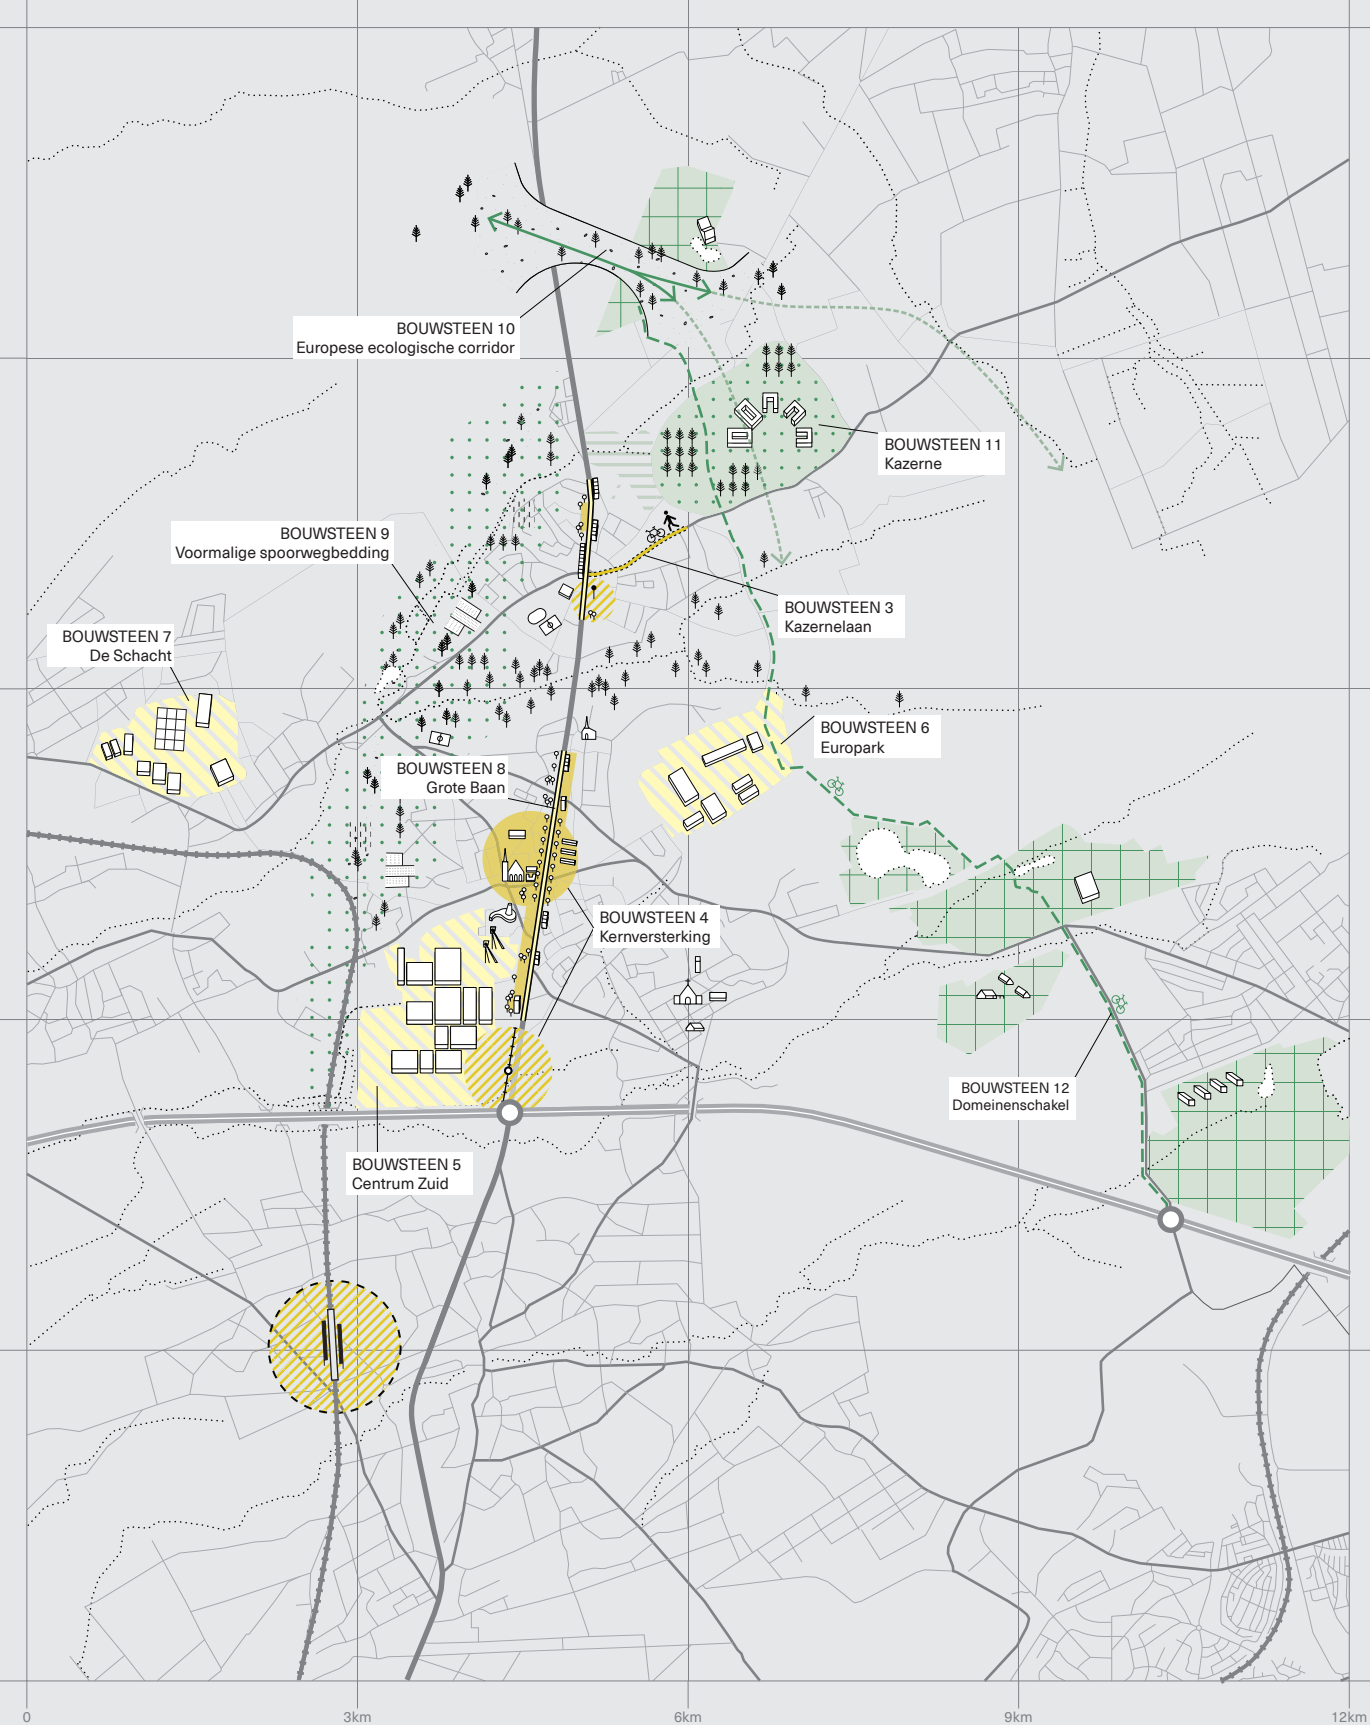 BOUWSTEEN 10
Europese ecologische corridor
BOUWSTEEN 11
Kazerne
BOUWSTEEN 9
Voormalige spoorwegbedding
BOUWSTEEN 3
Kazernelaan
BOUWSTEEN 7
De Schacht
BOUWSTEEN 6
Europark
BOUWSTEEN 8
Grote Baan
BOUWSTEEN 4
Kernversterking
BOUWSTEEN 12
Domeinenschakel
BOUWSTEEN 5
Centrum Zuid
0
3km
6km
9km
12km